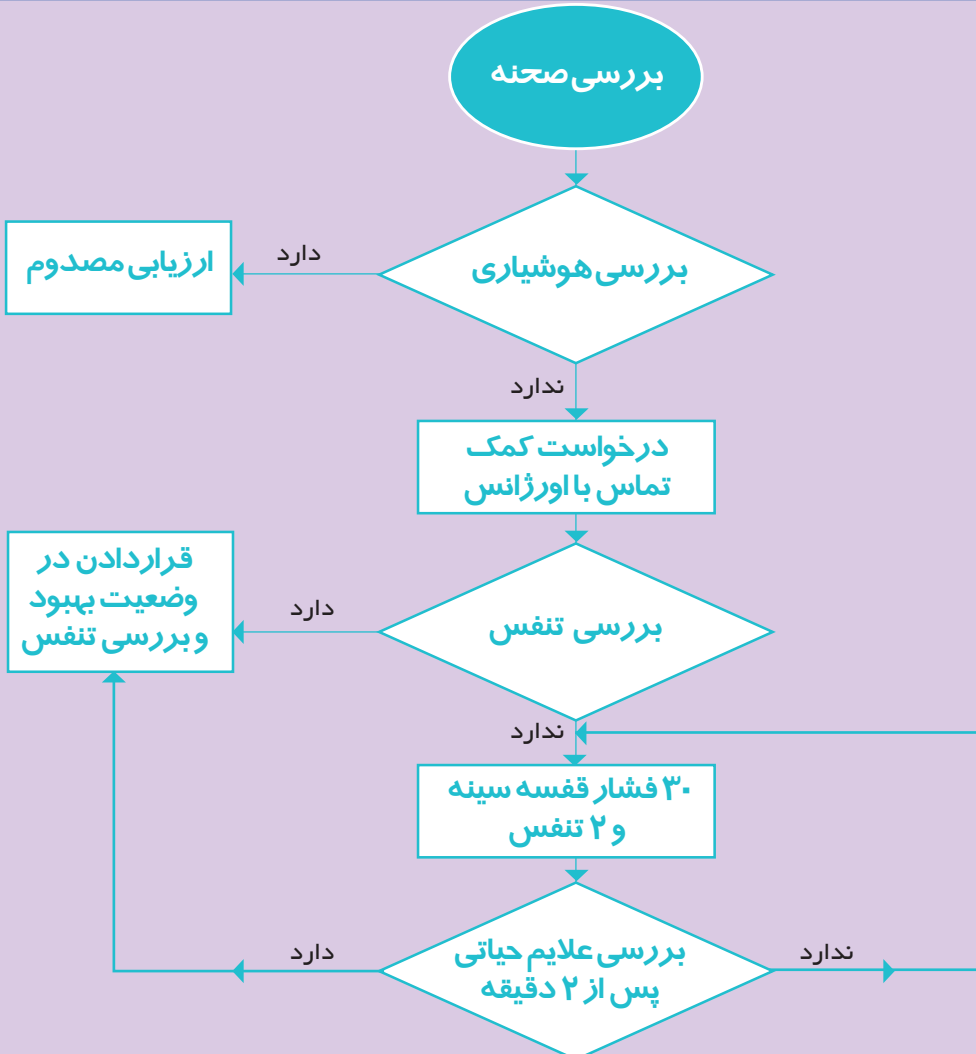 بررسی صحنه
بررسی هوشیاری
دارد
ارزیابی مصدوم
ندارد
درخواست کمک
تماس با اورژانس
بررسی تنفس
دارد
قراردادن در
وضعیت بهبود
و بررسی تنفس
ندارد
۳۰ فشار قفسه سینه
و ۲ تنفس
بررسی علایم حیاتی
پس از ۲ دقیقه
ندارد
دارد